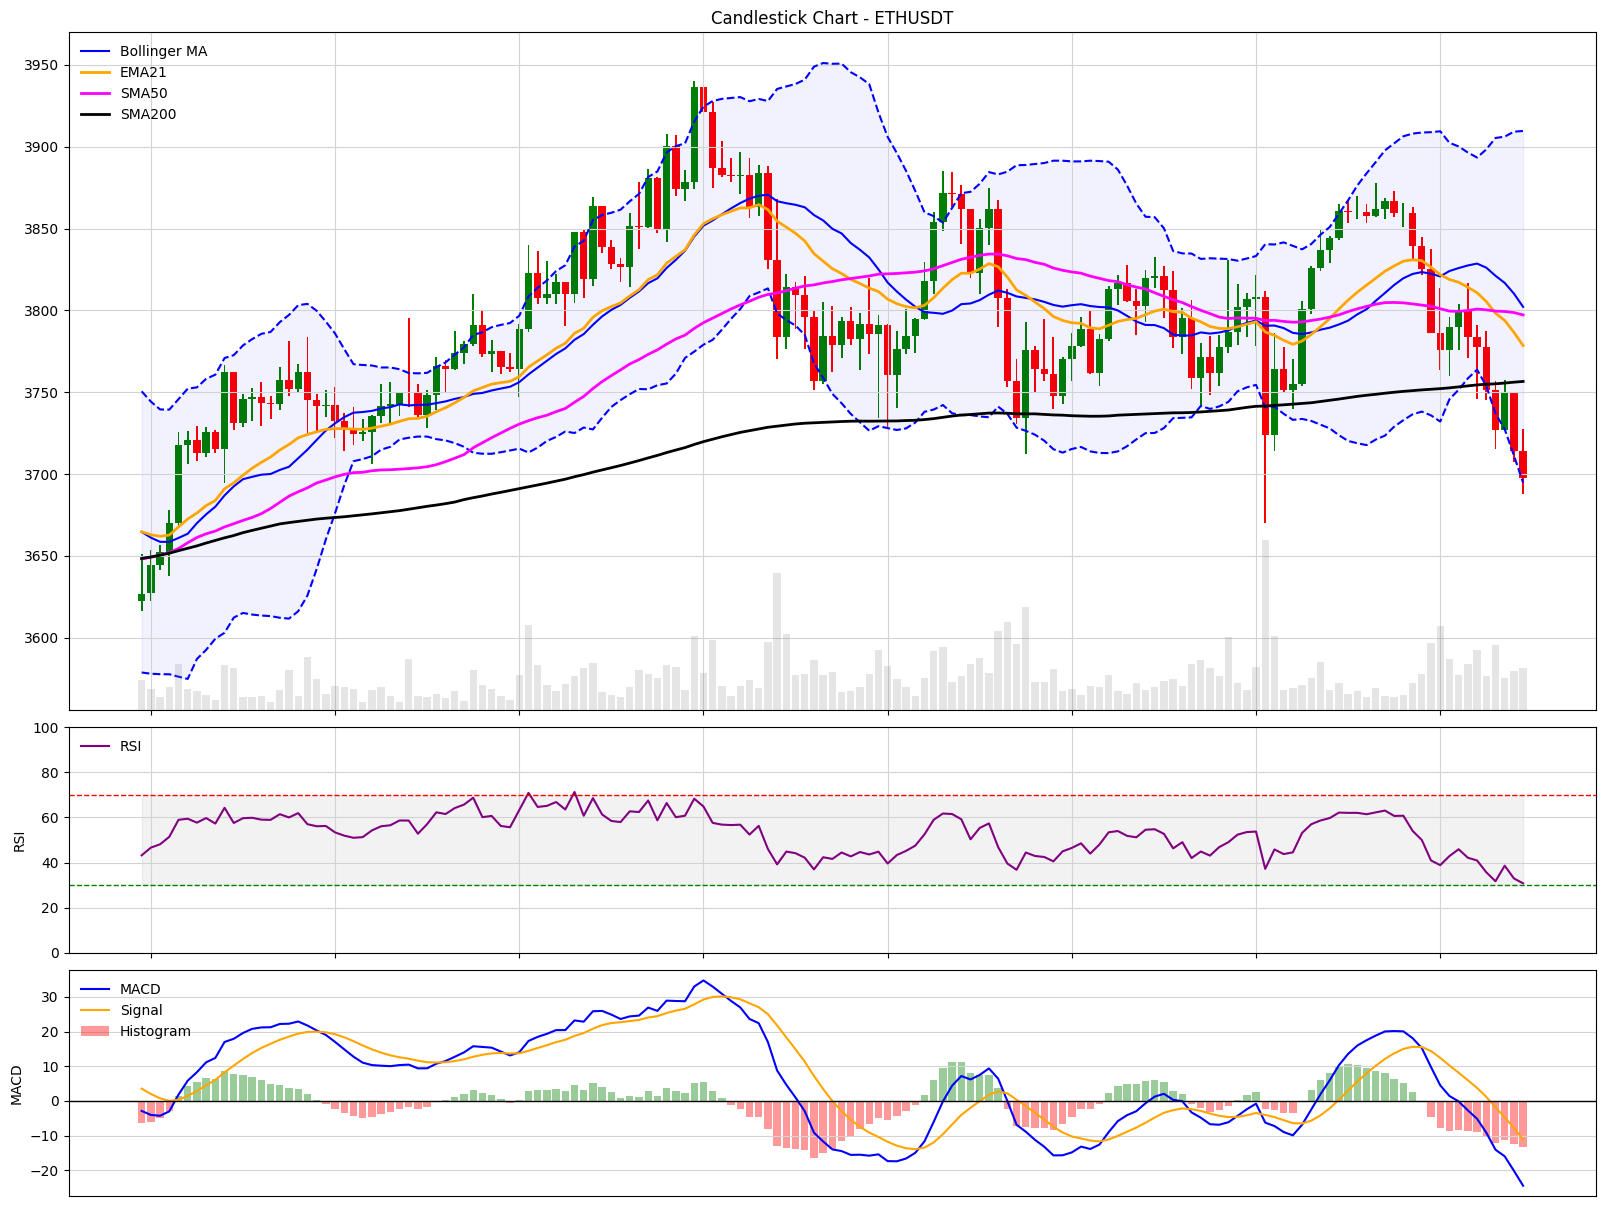 Candlestick Chart - ETHUSDT
Bollinger MA
EMA21
SMA50
SMA200
3950
3900
3850
3800
3750
3700
3650
3600
RSI
100
80
60
40
20
0
RSI
MACD
Signal
Histogram
30
20
10
0
−10
−20
MACD